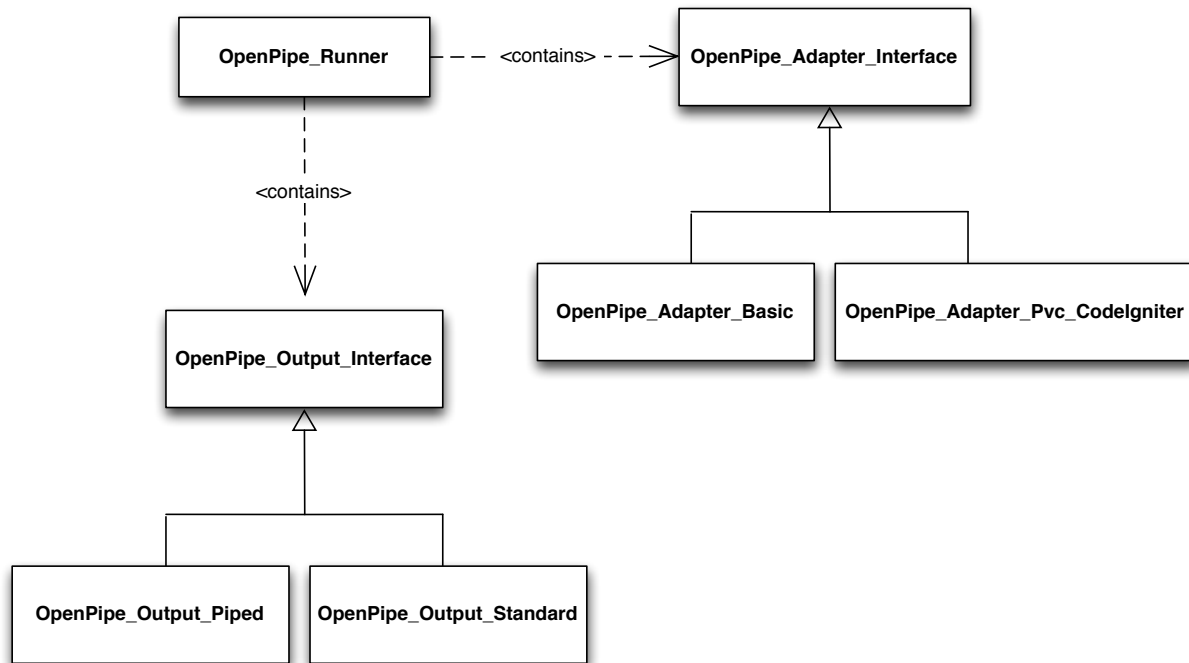 OpenPipe_Runner
<contains>
OpenPipe_Adapter_Interface
<contains>
OpenPipe_Adapter_Basic
OpenPipe_Adapter_Pvc_CodeIgniter
OpenPipe_Output_Interface
OpenPipe_Output_Piped
OpenPipe_Output_Standard